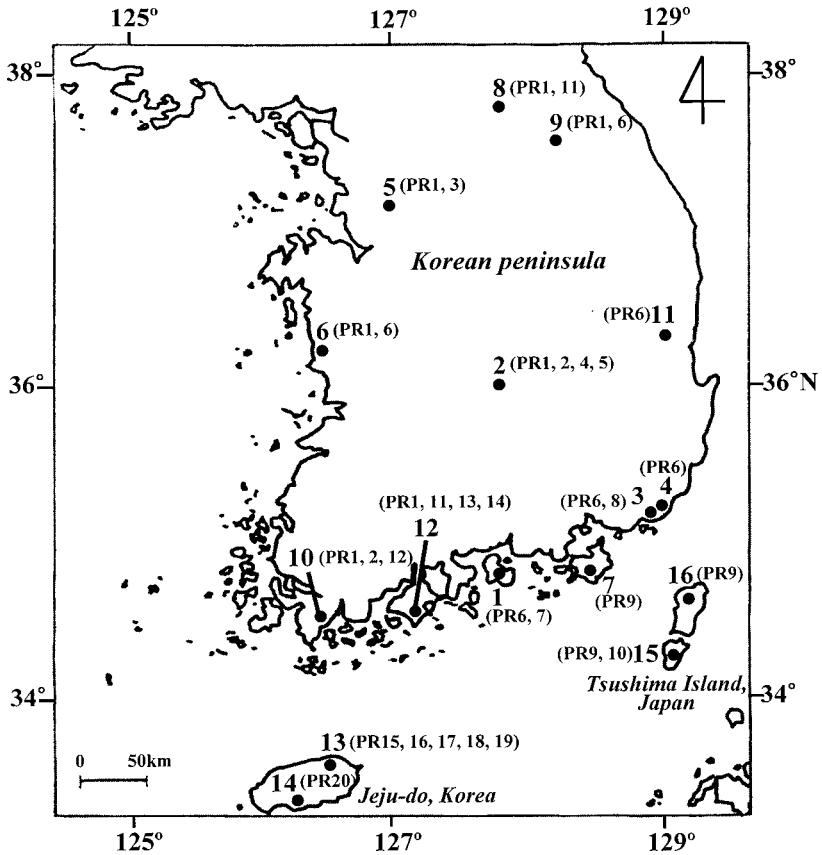 125° 127° 129°
38° 38°
4
8 (PR1, 11)
9 (PR1, 6)
5 (PR1, 3)
Korean peninsula
(PR6) 11
6 (PR1, 6)
2 (PR1, 2, 4, 5)
36° 36°N
(PR6)
4
(PR6, 8) 3
(PR1, 11, 13, 14)
12
10 (PR1, 2, 12)
1
(PR6, 7)
7
(PR9)
16 (PR9)
(PR9, 10) 15
Tsushima Island,
Japan
34° 34°
0 50km
13 (PR15, 16, 17, 18, 19)
14 (PR20)
Jeju-do, Korea
125° 127° 129°